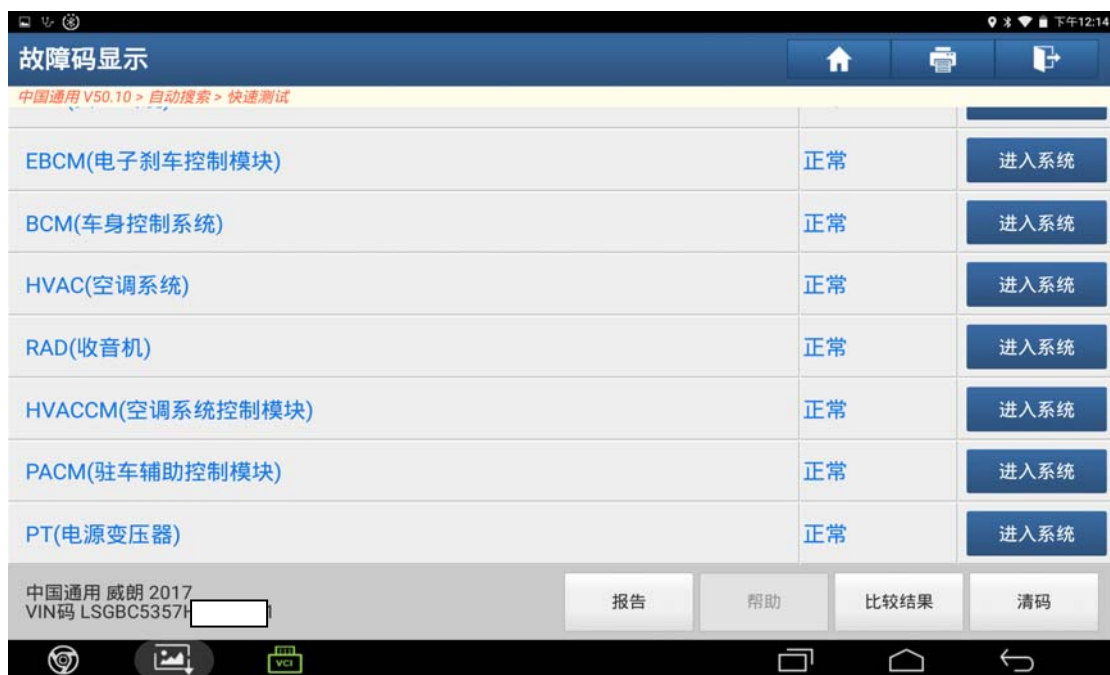 下午12:14
故障码显示
中国通用 V50.10 > 自动搜索 > 快速测试
EBCM(电子刹车控制模块) 正常 进入系统
BCM(车身控制系统) 正常 进入系统
HVAC(空调系统) 正常 进入系统
RAD(收音机) 正常 进入系统
HVACCM(空调系统控制模块) 正常 进入系统
PACM(驻车辅助控制模块) 正常 进入系统
PT(电源变压器) 正常 进入系统
中国通用 威朗 2017
VIN码 LSGBC5357H
报告 帮助 比较结果 清码
VCI